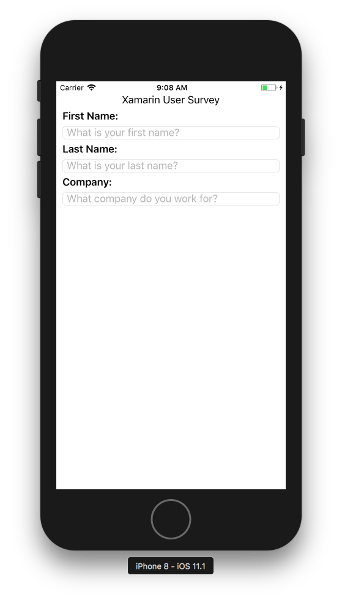 Carrier 9:08 AM
Xamarin User Survey
First Name:
What is your first name?
Last Name:
What is your last name?
Company:
What company do you work for?
iPhone 8 - iOS 11.1